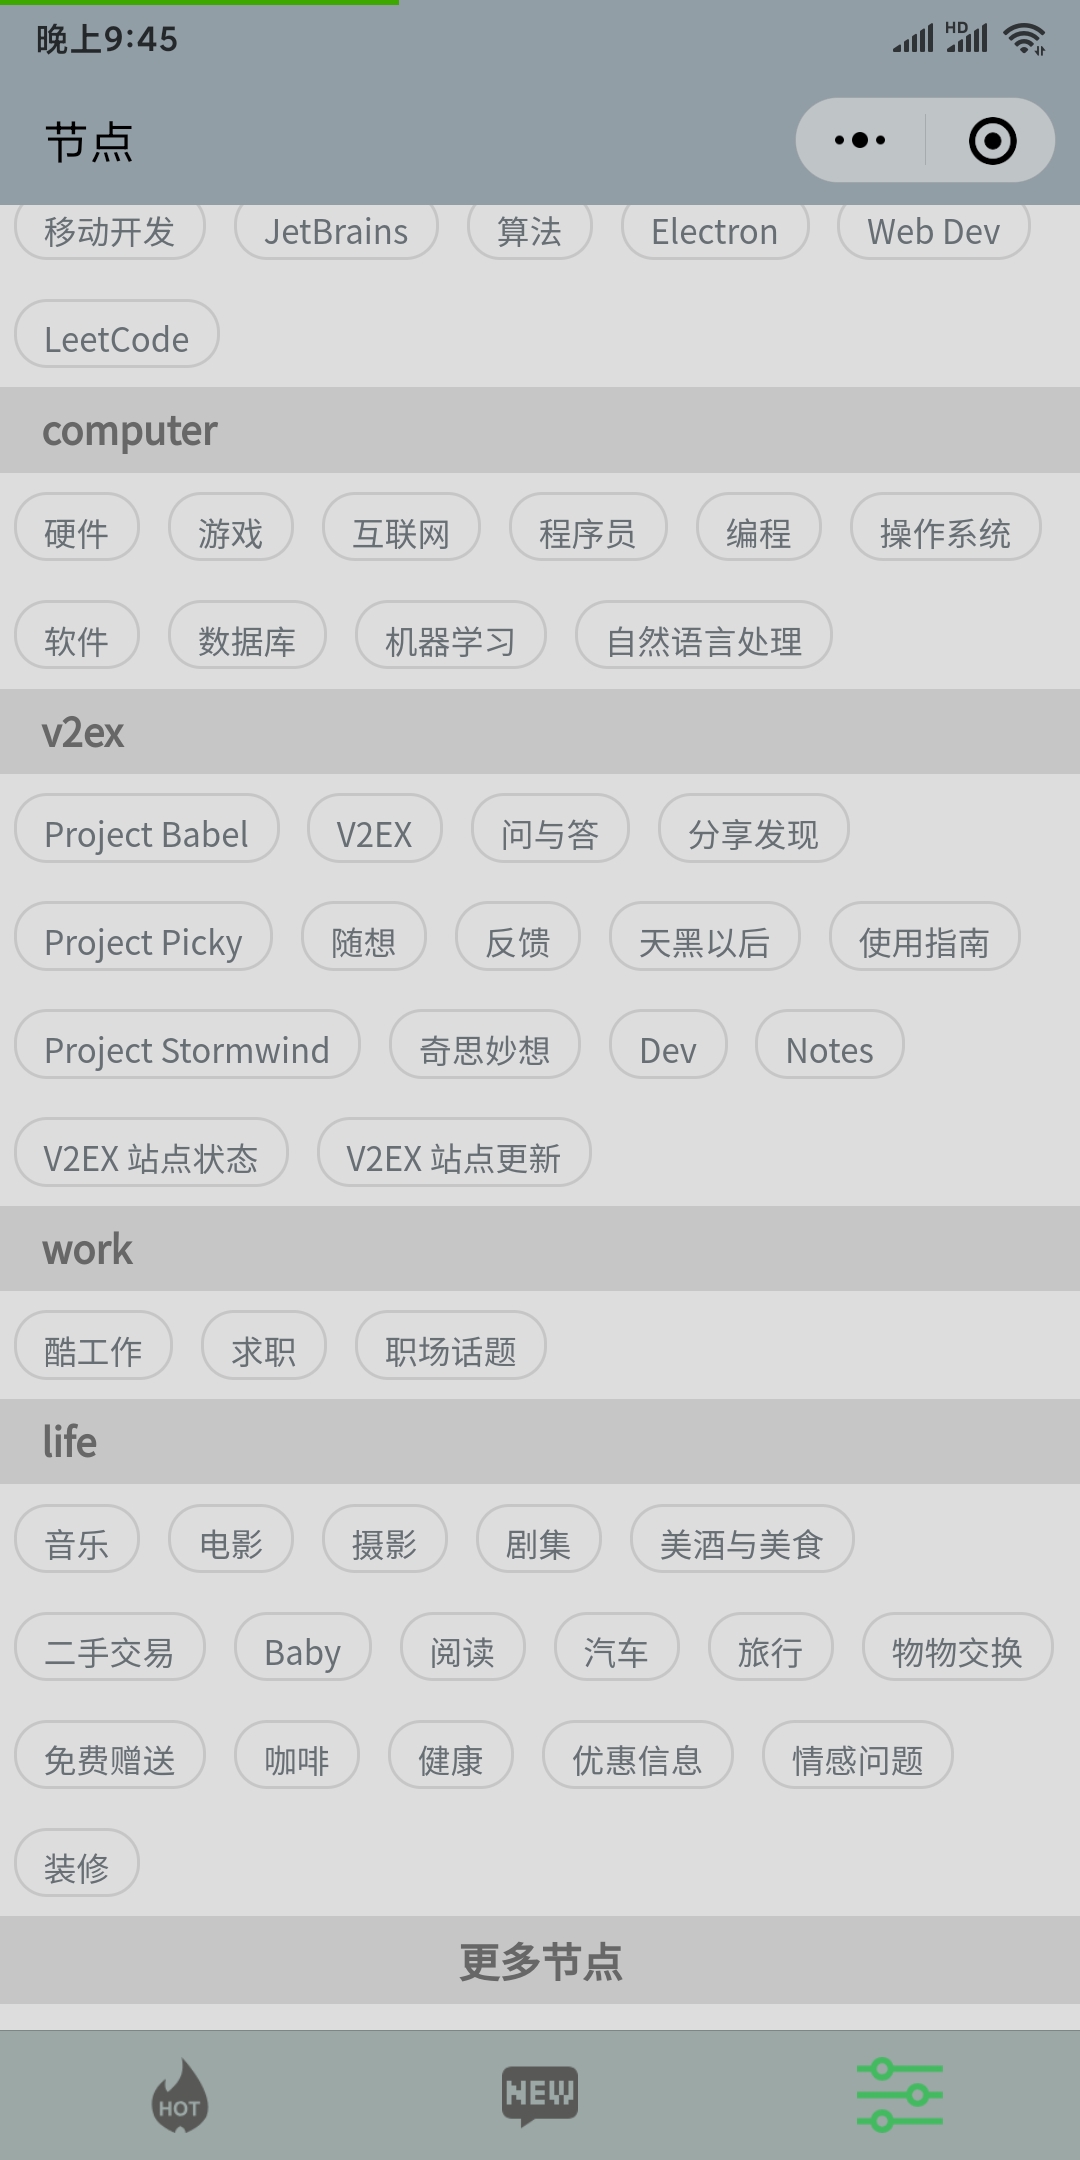 晚上9:45
HD
节点
移动开发 JetBrains 算法 Electron Web Dev
LeetCode
computer
硬件 游戏 互联网 程序员 编程 操作系统
软件 数据库 机器学习 自然语言处理
v2ex
Project Babel V2EX 问与答 分享发现
Project Picky 随想 反馈 天黑以后 使用指南
Project Stormwind 奇思妙想 Dev Notes
V2EX 站点状态 V2EX 站点更新
work
酷工作 求职 职场话题
life
音乐 电影 摄影 剧集 美酒与美食
二手交易 Baby 阅读 汽车 旅行 物物交换
免费赠送 咖啡 健康 优惠信息 情感问题
装修
更多节点
HOT NEW